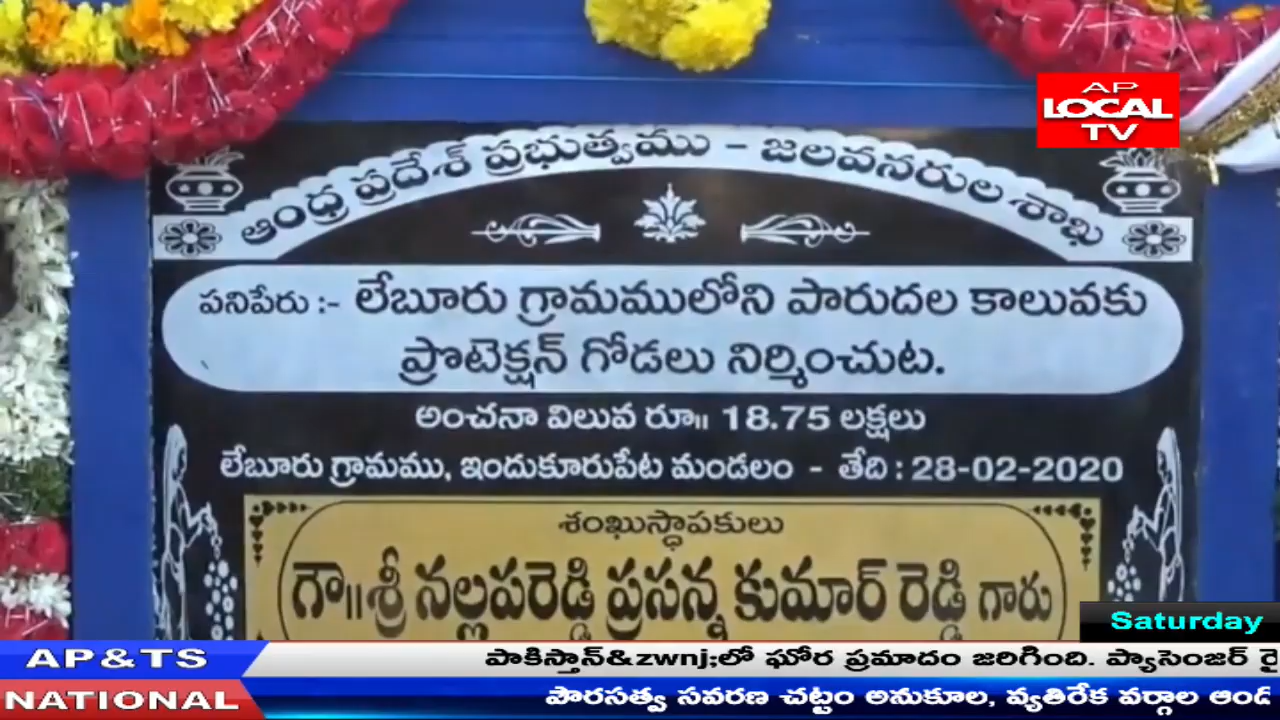 AP
LOCAL
TV
ఆంధ్ర ప్రదేశ్ ప్రభుత్వము - జలవనరుల శాఖ
పనిపేరు :- లేబూరు గ్రామములోని పారుదల కాలువకు
ప్రొటెక్షన్ గోడలు నిర్మించుట.
అంచనా విలువ రూ॥ 18.75 లక్షలు
లేబూరు గ్రామము, ఇందుకూరుపేట మండలం - తేది : 28-02-2020
శంఖుస్థాపకులు
గౌ॥శ్రీ నల్లపరెడ్డి ప్రసన్న కుమార్ రెడ్డి గారు
Saturday
AP&TS
పాకిస్తాన్&zwnj;లో ఘోర ప్రమాదం జరిగింది. ప్యాసెంజర్ రై
NATIONAL
పౌరసత్వ సవరణ చట్టం అనుకూల, వ్యతిరేక వర్గాల